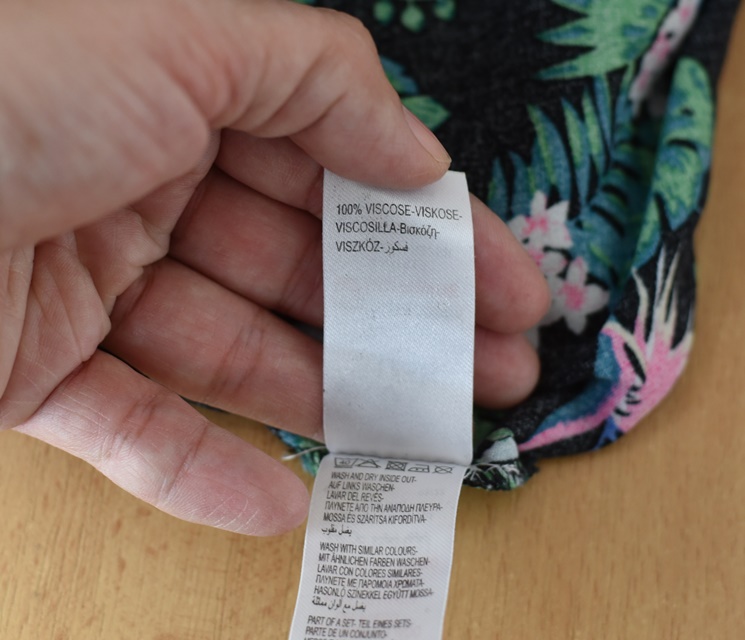 100% VISCOSE-VISKOSE-
VISCOSILLA-Βισκόζη-
VISZKÓZ-فسكوز
WASH AND DRY INSIDE OUT-
AUF LINKS WASCHEN-
LAVAR DEL REVÉS-
ΠΛΥΝΕΤΕ ΑΠΟ ΤΗΝ ΑΝΑΠΟΔΗ ΠΛΕΥΡΑ-
MOSSA ÉS SZÁRÍTSA KIFORDÍTVA-
يغسل مقلوب
WASH WITH SIMILAR COLOURS-
MIT ÄHNLICHEN FARBEN WASCHEN-
LAVAR CON COLORES SIMILARES-
ΠΛΥΝΕΤΕ ΜΕ ΠΑΡΟΜΟΙΑ ΧΡΩΜΑΤΑ-
HASONLÓ SZÍNEKKEL EGYÜTT MOSSA-
يغسل مع ألوان مماثلة
PART OF A SET- TEIL EINES SETS-
PARTE DE UN CONJUNTO-